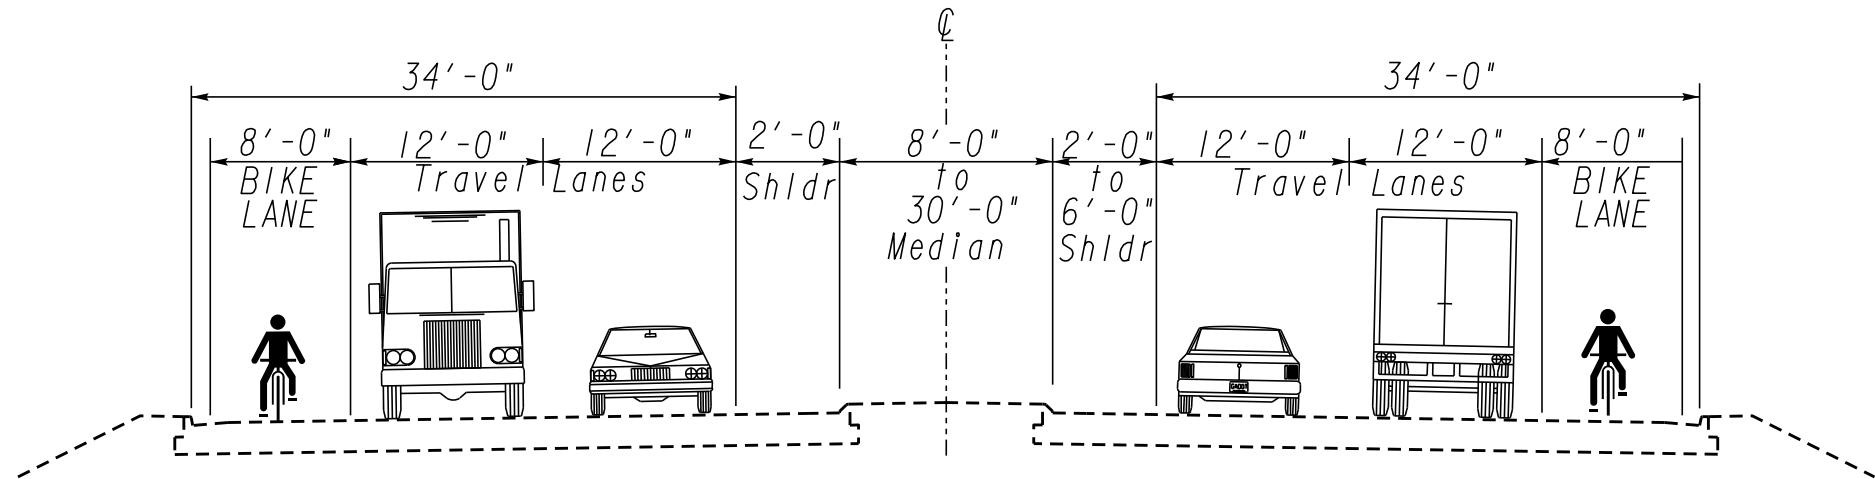 CL
34'-0" 34'-0"
8'-0" 12'-0" 12'-0" 2'-0" 8'-0" 2'-0" 12'-0" 12'-0" 8'-0"
BIKE Travel Lanes Shldr to to Travel Lanes BIKE
LANE 30'-0" 6'-0" LANE
Median Shldr